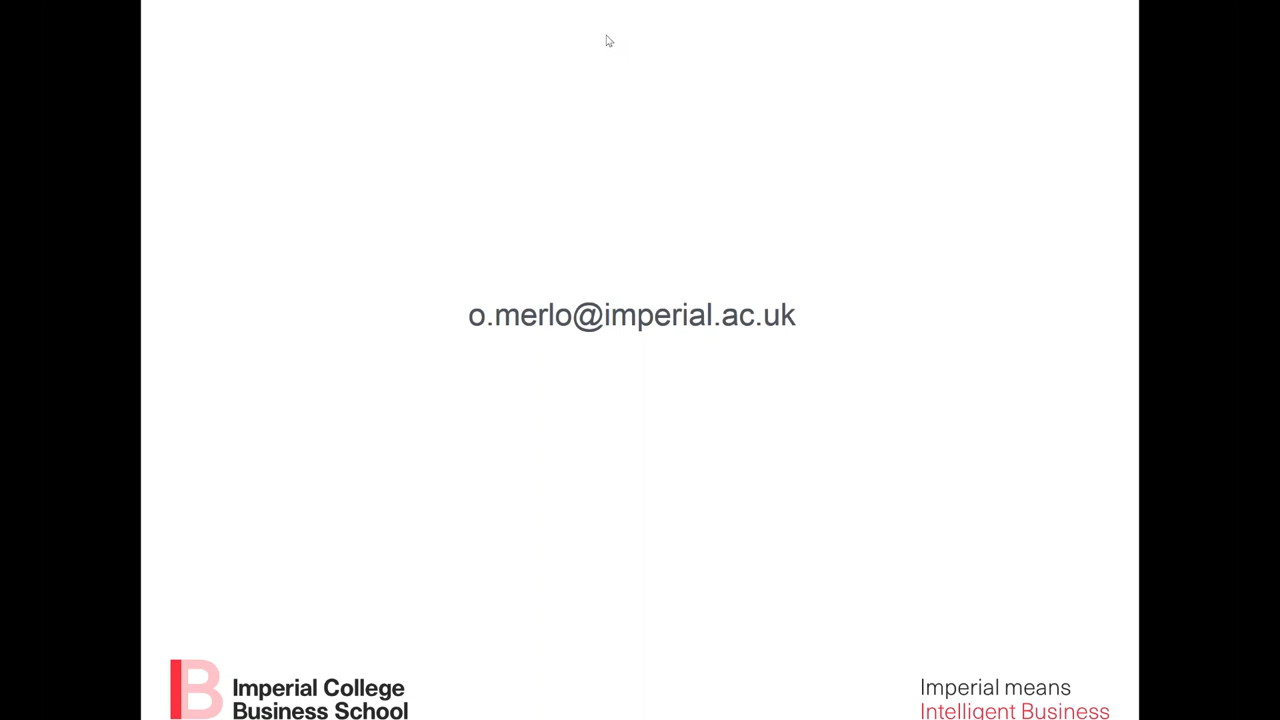 o.merlo@imperial.ac.uk
Imperial College
Business School
Imperial means
Intelligent Business